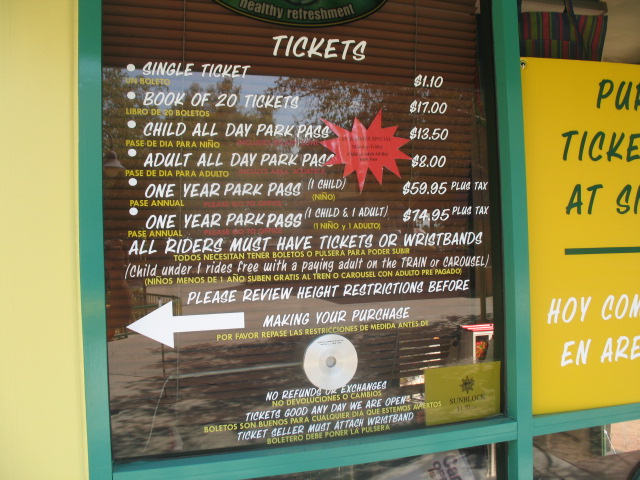 healthy refreshment
TICKETS
• SINGLE TICKET $1.10
UN BOLETO
• BOOK OF 20 TICKETS $17.00
LIBRO DE 20 BOLETOS
• CHILD ALL DAY PARK PASS $13.50
PASE DE DIA PARA NIÑO
• ADULT ALL DAY PARK PASS $8.00
PASE DE DIA PARA ADULTO
• ONE YEAR PARK PASS (1 CHILD) $59.95 PLUS TAX
PASE ANNUAL (NIÑO)
• ONE YEAR PARK PASS (1 CHILD & 1 ADULT) $74.95 PLUS TAX
PASE ANNUAL (1 NIÑO y 1 ADULTO)
ALL RIDERS MUST HAVE TICKETS OR WRISTBANDS
TODOS NECESITAN TENER BOLETOS O PULSERA PARA PODER SUBIR
(Child under 1 rides free with a paying adult on the TRAIN or CAROUSEL)
(NIÑOS MENOS DE 1 AÑO SUBEN GRATIS AL TREN O CAROUSEL CON ADULTO PRE PAGADO)
PLEASE REVIEW HEIGHT RESTRICTIONS BEFORE
MAKING YOUR PURCHASE
POR FAVOR REPASE LAS RESTRICCIONES DE MEDIDA ANTES DE
NO REFUNDS OR EXCHANGES
NO DEVOLUCIONES O CAMBIOS
TICKETS GOOD ANY DAY WE ARE OPEN
BOLETOS SON BUENOS PARA CUALQUIER DIA QUE ESTEMOS ABIERTOS
TICKET SELLER MUST ATTACH WRISTBAND
BOLETERO DEBE PONER LA PULSERA
SUNBLOCK
PUR
TICKE
AT S
HOY COM
EN ARE